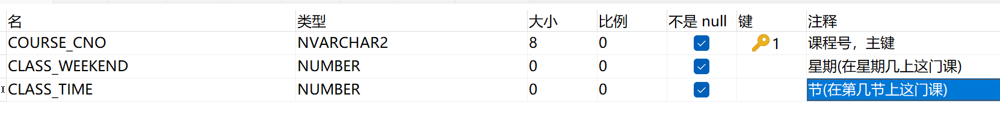 名 类型 大小 比例 不是 null 键 注释
COURSE_CNO NVARCHAR2 8 0 1 课程号，主键
CLASS_WEEKEND NUMBER 0 0 星期(在星期几上这门课)
CLASS_TIME NUMBER 0 0 节(在第几节上这门课)